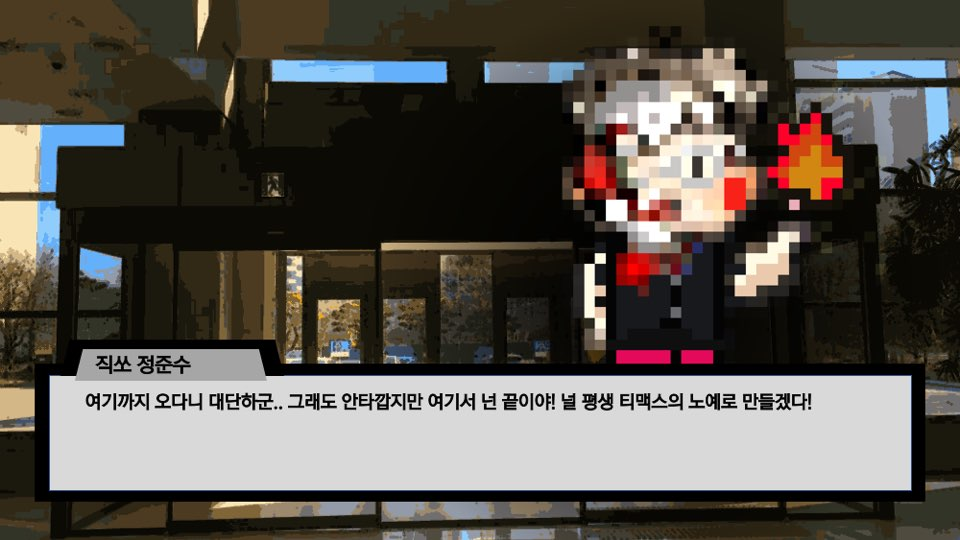 직쏘 정준수
여기까지 오다니 대단하군.. 그래도 안타깝지만 여기서 넌 끝이야! 널 평생 티맥스의 노예로 만들겠다!